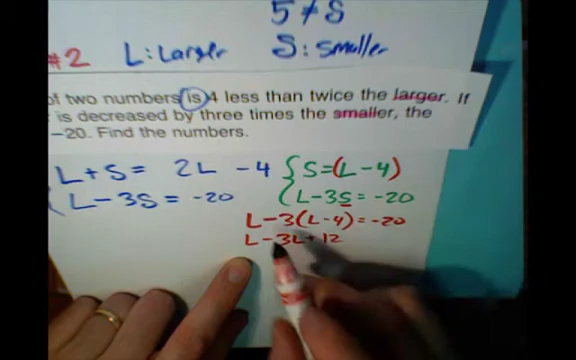 5 ≠ S
#2 L: Larger S: smaller
of two numbers is 4 less than twice the larger. If
is decreased by three times the smaller, the
-20. Find the numbers.
L+S= 2L -4 { S=(L-4)
L-3S = -20 L-3S = -20
L-3(L-4)=-20
L-3L+12